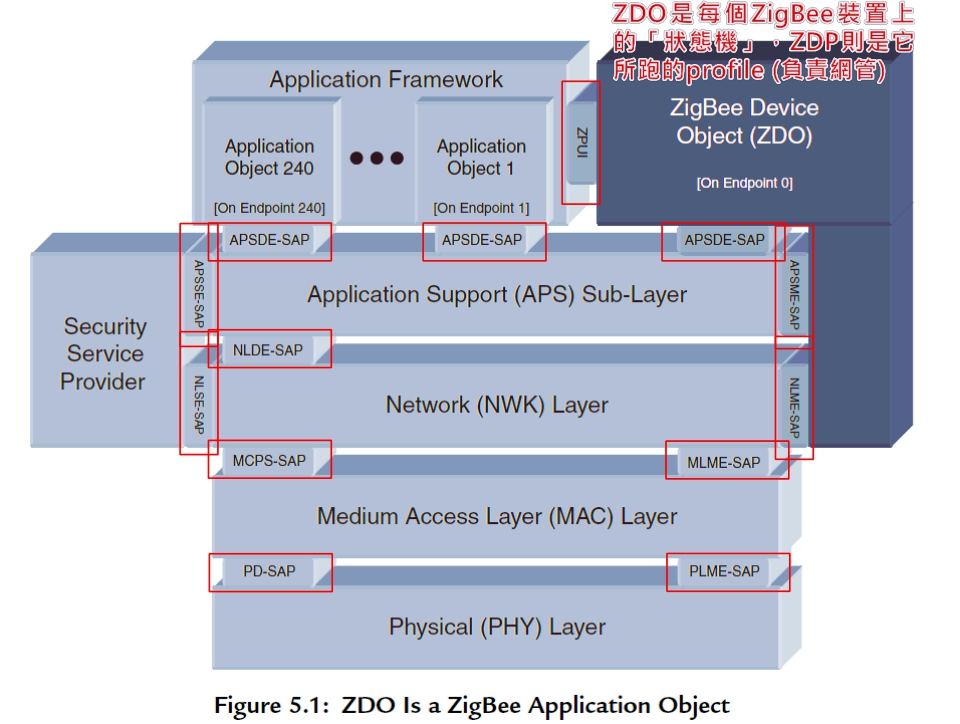 ZDO是每個ZigBee裝置上
的「狀態機」，ZDP則是它
所跑的profile (負責網管)
Application Framework
ZigBee Device
Object (ZDO)
[On Endpoint 0]
ZPUI
Application
Object 240
[On Endpoint 240]
Application
Object 1
[On Endpoint 1]
APSDE-SAP
APSDE-SAP
APSDE-SAP
Security
Service
Provider
APSSE-SAP
Application Support (APS) Sub-Layer
APSME-SAP
NLDE-SAP
NLSE-SAP
Network (NWK) Layer
NLME-SAP
MCPS-SAP
MLME-SAP
Medium Access Layer (MAC) Layer
PD-SAP
PLME-SAP
Physical (PHY) Layer
Figure 5.1: ZDO Is a ZigBee Application Object